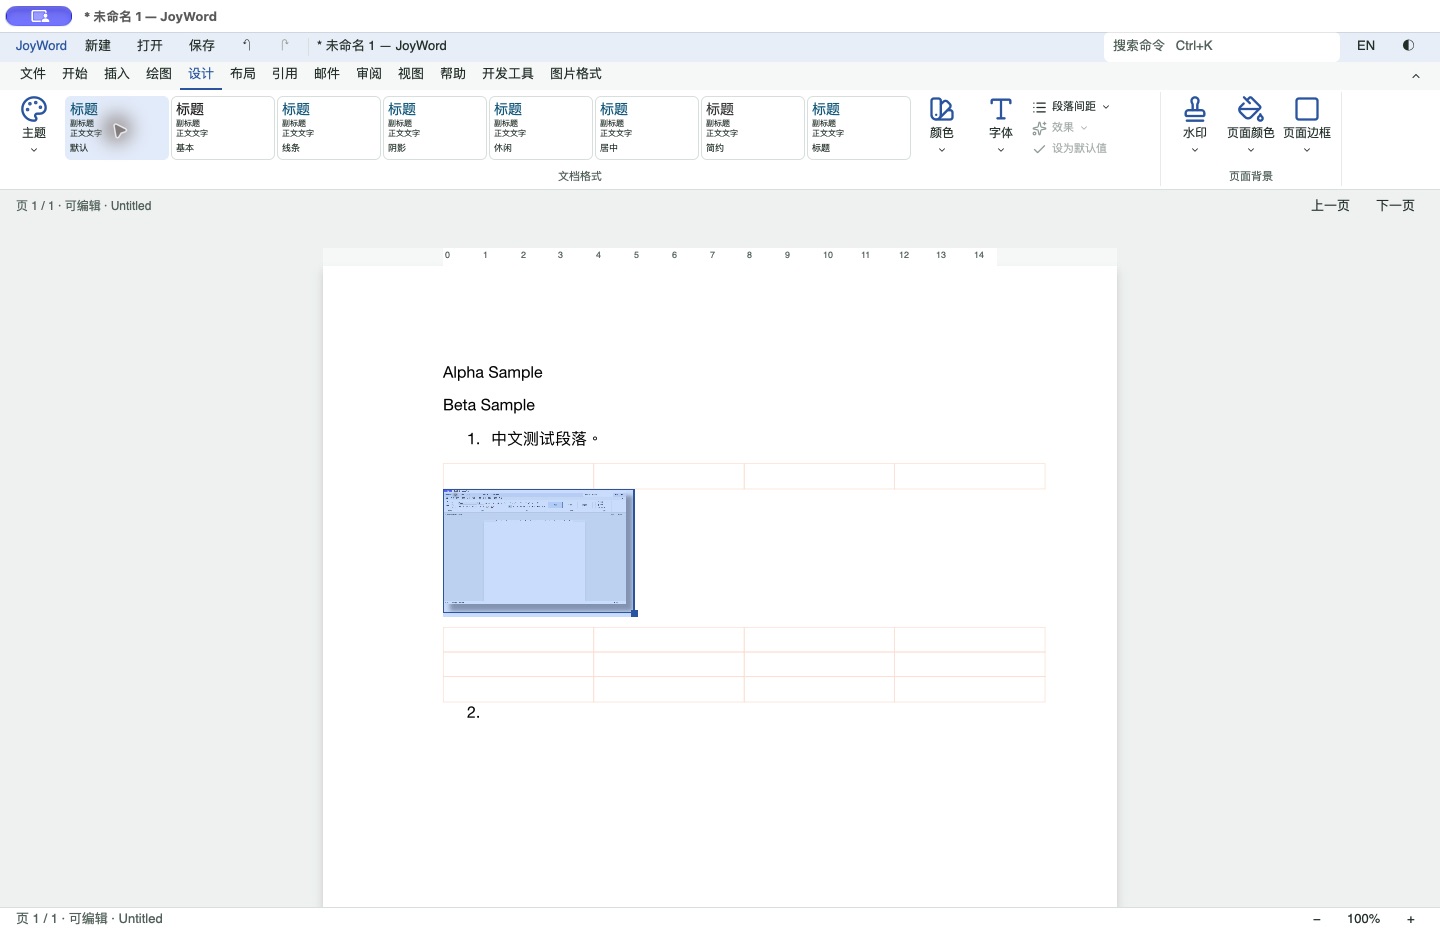 * 未命名 1 — JoyWord
JoyWord 新建 打开 保存 * 未命名 1 — JoyWord 搜索命令 Ctrl+K EN
文件 开始 插入 绘图 设计 布局 引用 邮件 审阅 视图 帮助 开发工具 图片格式
主题
标题
副标题
正文文字
默认
标题
副标题
正文文字
基本
标题
副标题
正文文字
线条
标题
副标题
正文文字
阴影
标题
副标题
正文文字
休闲
标题
副标题
正文文字
居中
标题
副标题
正文文字
简约
标题
副标题
正文文字
标题
颜色
字体
段落间距
效果
设为默认值
文档格式
水印
页面颜色
页面边框
页面背景
页 1 / 1 · 可编辑 · Untitled 上一页 下一页
0 1 2 3 4 5 6 7 8 9 10 11 12 13 14
Alpha Sample
Beta Sample
1. 中文测试段落。
2.
页 1 / 1 · 可编辑 · Untitled − 100% +